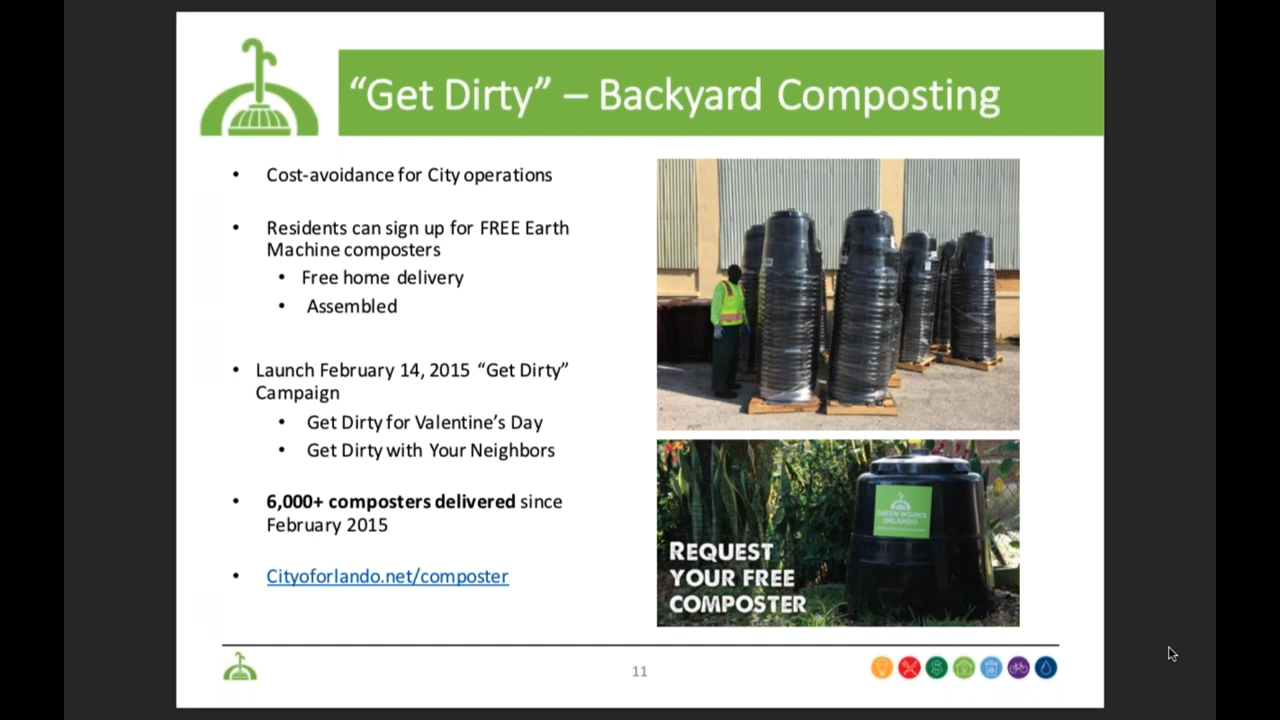 “Get Dirty” – Backyard Composting
• Cost-avoidance for City operations
• Residents can sign up for FREE Earth
Machine composters
• Free home delivery
• Assembled
• Launch February 14, 2015 “Get Dirty”
Campaign
• Get Dirty for Valentine’s Day
• Get Dirty with Your Neighbors
• 6,000+ composters delivered since
February 2015
• Cityoforlando.net/composter
GREEN WORKS
ORLANDO
REQUEST
YOUR FREE
COMPOSTER
11